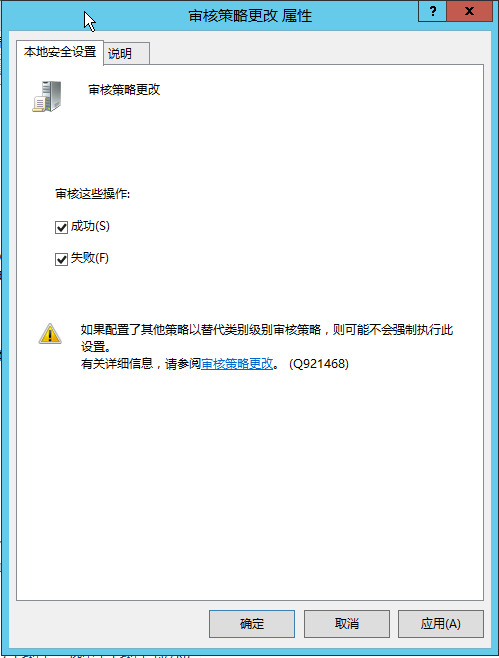 审核策略更改 属性
? x
本地安全设置 说明
审核策略更改
审核这些操作:
成功(S)
失败(F)
如果配置了其他策略以替代类别级别审核策略，则可能不会强制执行此
设置。
有关详细信息，请参阅审核策略更改。 (Q921468)
确定 取消 应用(A)